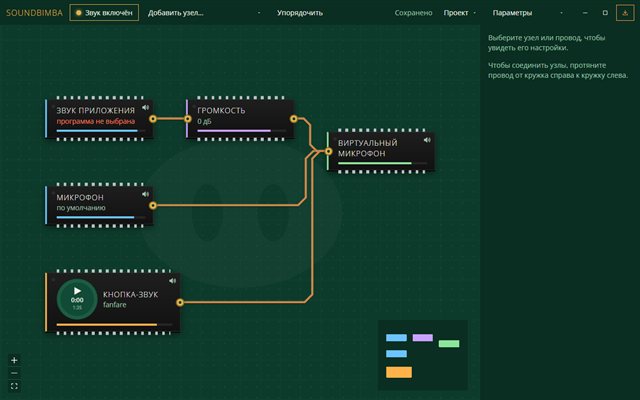 SOUNDBIMBA
Звук включён
Добавить узел...
Упорядочить
Сохранено
Проект
Параметры
Выберите узел или провод, чтобы
увидеть его настройки.
Чтобы соединить узлы, протяните
провод от кружка справа к кружку слева.
ЗВУК ПРИЛОЖЕНИЯ
программа не выбрана
ГРОМКОСТЬ
0 дБ
ВИРТУАЛЬНЫЙ
МИКРОФОН
МИКРОФОН
по умолчанию
0:00
1:35
КНОПКА-ЗВУК
fanfare